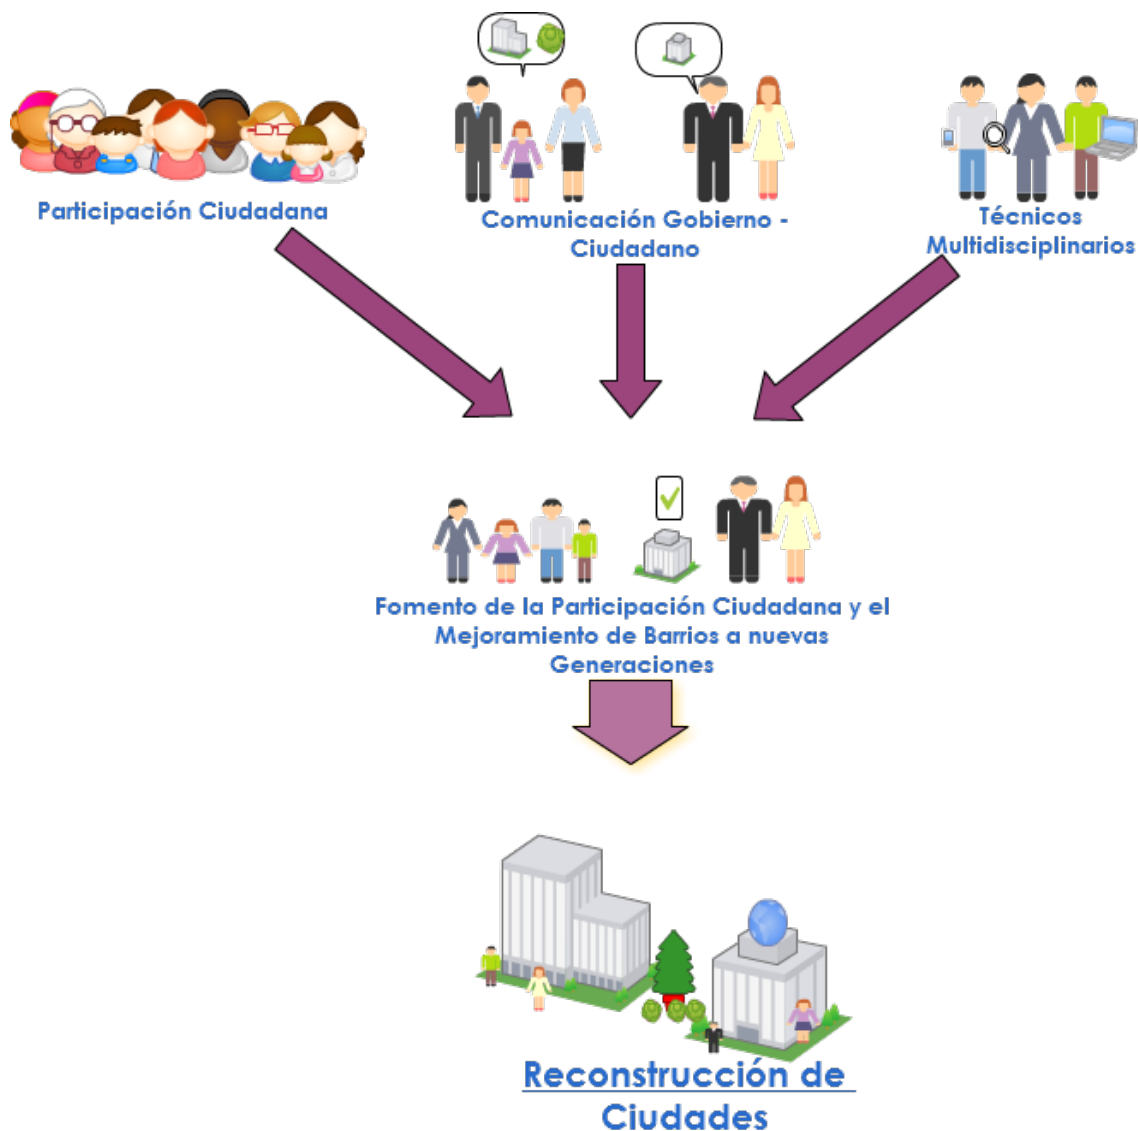 Participación Ciudadana
Comunicación Gobierno -
Ciudadano
Técnicos
Multidisciplinarios
Fomento de la Participación Ciudadana y el
Mejoramiento de Barrios a nuevas
Generaciones
Reconstrucción de
Ciudades